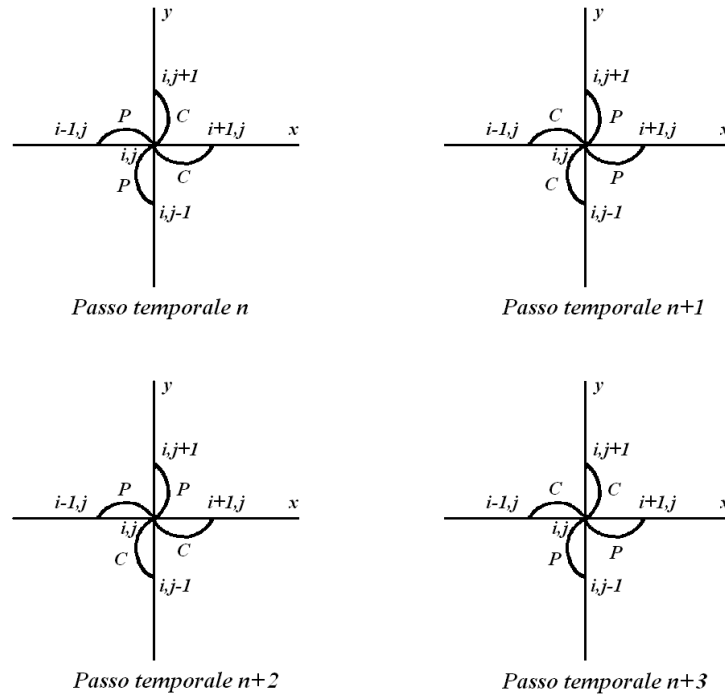 y
i,j+1
P
C
i-1,j
i+1,j
x
i,j
P
C
i,j-1
Passo temporale n
y
i,j+1
C
P
i-1,j
i+1,j
x
i,j
C
P
i,j-1
Passo temporale n+1
y
i,j+1
P
P
i-1,j
i+1,j
x
i,j
C
C
i,j-1
Passo temporale n+2
y
i,j+1
C
C
i-1,j
i+1,j
x
i,j
P
P
i,j-1
Passo temporale n+3